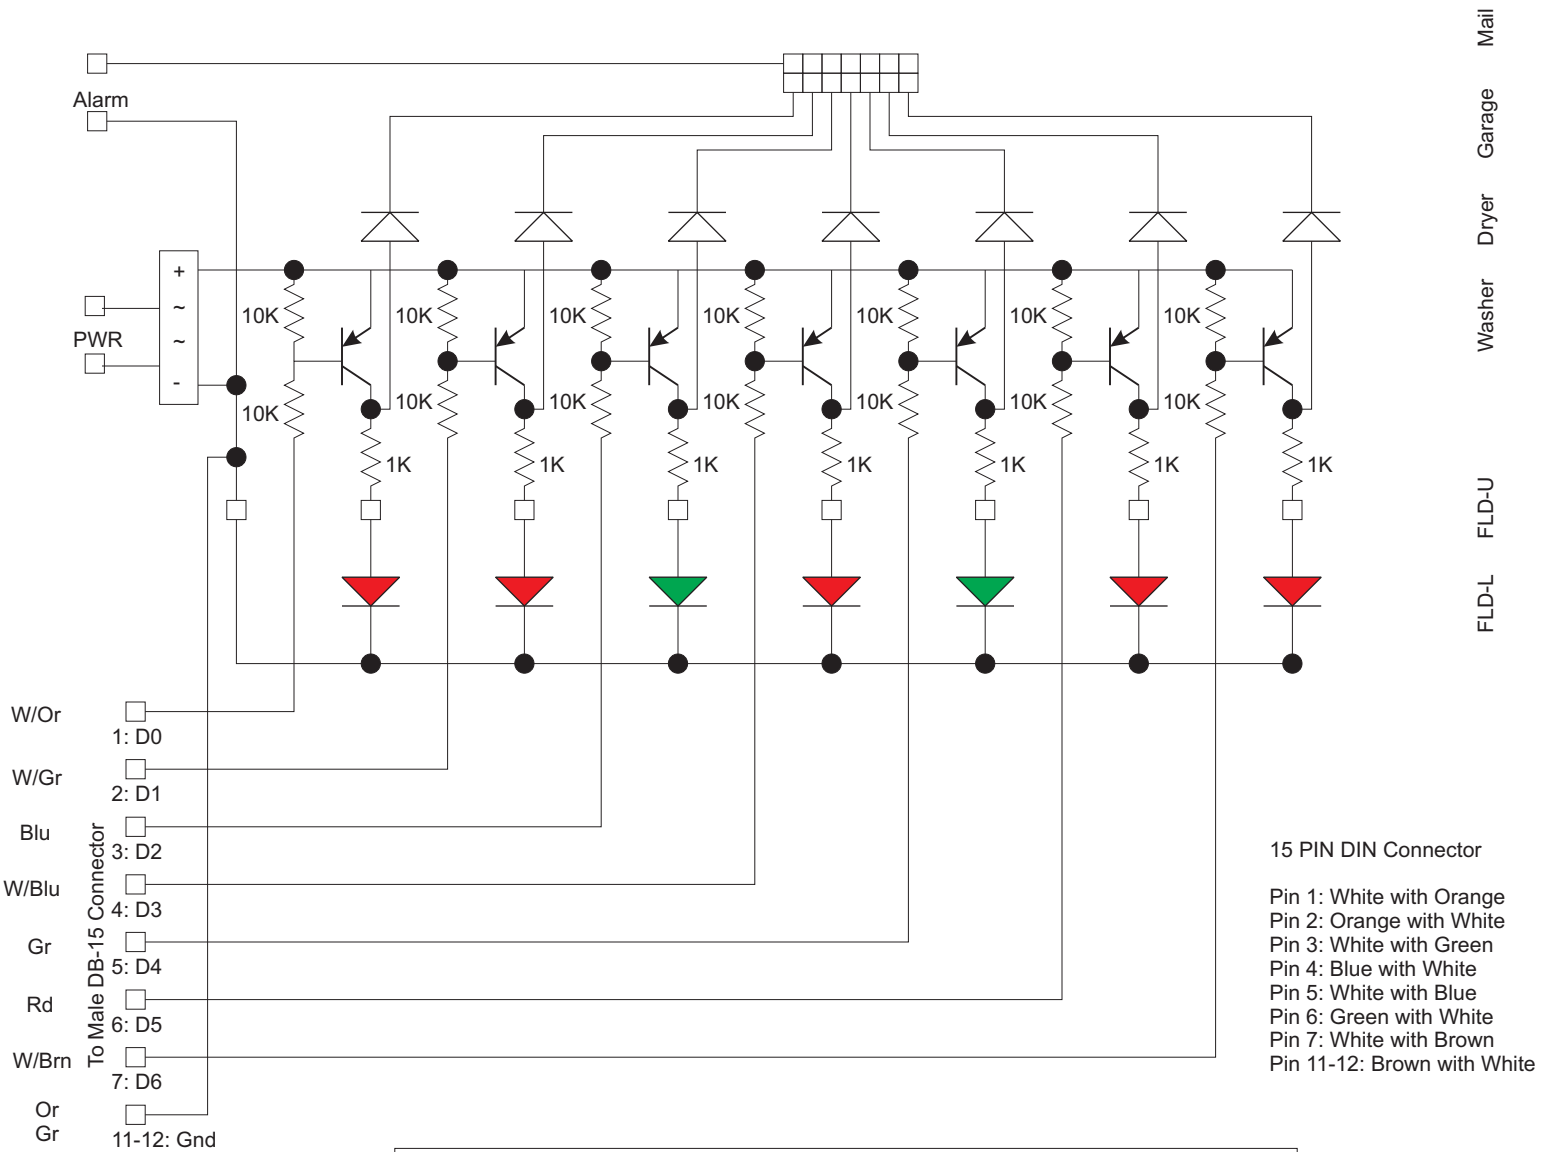 Mail
Alarm
Garage
Dryer
+
~
PWR
~
-
Washer
10K
10K
10K
10K
10K
10K
10K
10K
10K
10K
10K
10K
10K
10K
1K
1K
1K
1K
1K
1K
1K
FLD-U
FLD-L
W/Or
1: D0
W/Gr
2: D1
Blu
3: D2
W/Blu
4: D3
Gr
5: D4
Rd
6: D5
W/Brn
7: D6
Or
Gr
11-12: Gnd
To Male DB-15 Connector
15 PIN DIN Connector
Pin 1: White with Orange
Pin 2: Orange with White
Pin 3: White with Green
Pin 4: Blue with White
Pin 5: White with Blue
Pin 6: Green with White
Pin 7: White with Brown
Pin 11-12: Brown with White